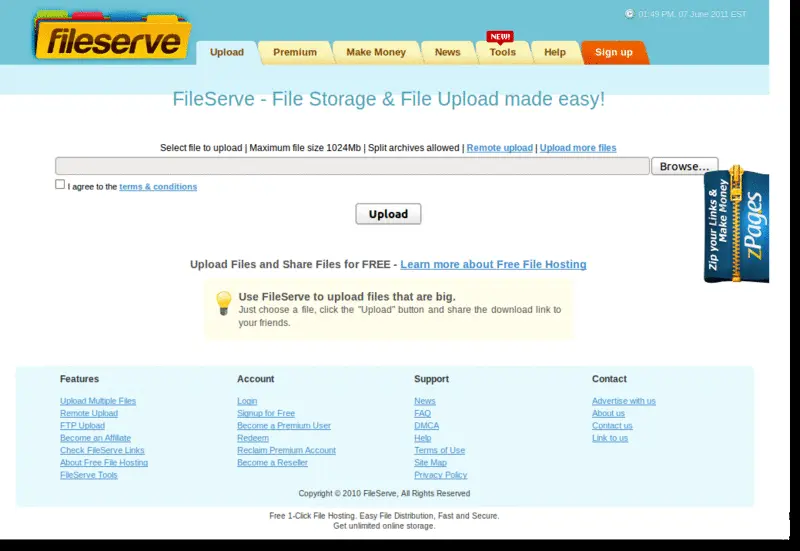 01:49 PM, 07 June 2011 EST
fileserve
NEW!
Upload Premium Make Money News Tools Help Sign up
FileServe - File Storage & File Upload made easy!
Select file to upload | Maximum file size 1024Mb | Split archives allowed | Remote upload | Upload more files
Browse...
I agree to the terms & conditions
Upload
Zip your Links &
Make Money
zPages
Upload Files and Share Files for FREE - Learn more about Free File Hosting
Use FileServe to upload files that are big.
Just choose a file, click the "Upload" button and share the download link to
your friends.
Features
Upload Multiple Files
Remote Upload
FTP Upload
Become an Affiliate
Check FileServe Links
About Free File Hosting
FileServe Tools
Account
Login
Signup for Free
Become a Premium User
Redeem
Reclaim Premium Account
Become a Reseller
Support
News
FAQ
DMCA
Help
Terms of Use
Site Map
Privacy Policy
Contact
Advertise with us
About us
Contact us
Link to us
Copyright © 2010 FileServe, All Rights Reserved
Free 1-Click File Hosting. Easy File Distribution, Fast and Secure.
Get unlimited online storage.